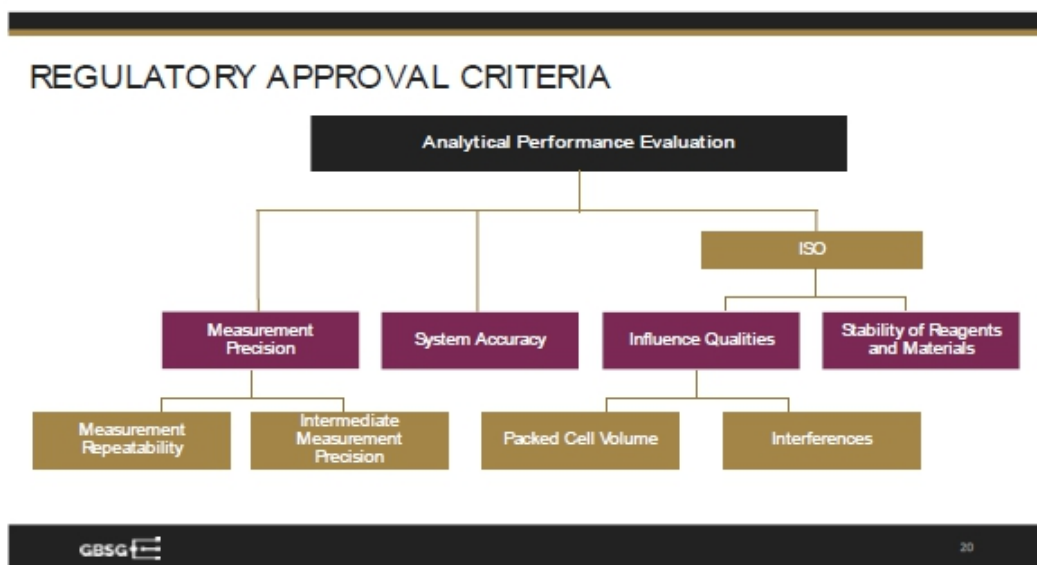 REGULATORY APPROVAL CRITERIA
Analytical Performance Evaluation
ISO
Measurement
Precision
System Accuracy
Influence Qualities
Stability of Reagents
and Materials
Measurement
Repeatability
Intermediate
Measurement
Precision
Packed Cell Volume
Interferences
GBSG
20